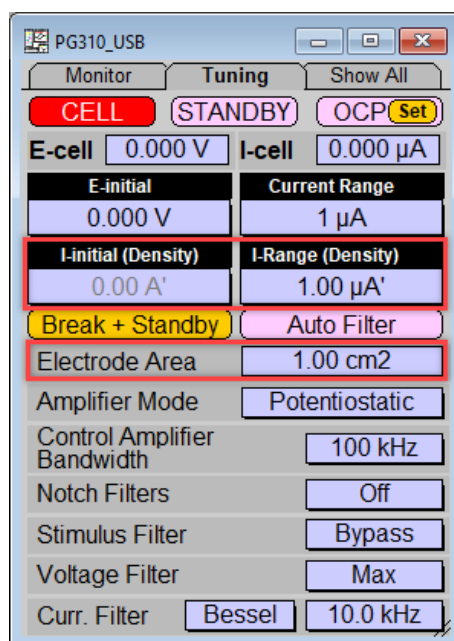 PG310_USB
Monitor Tuning Show All
CELL STANDBY OCP Set
E-cell 0.000 V I-cell 0.000 µA
E-initial Current Range
0.000 V 1 µA
I-initial (Density) I-Range (Density)
0.00 A' 1.00 µA'
Break + Standby Auto Filter
Electrode Area 1.00 cm2
Amplifier Mode Potentiostatic
Control Amplifier
Bandwidth 100 kHz
Notch Filters Off
Stimulus Filter Bypass
Voltage Filter Max
Curr. Filter Bessel 10.0 kHz